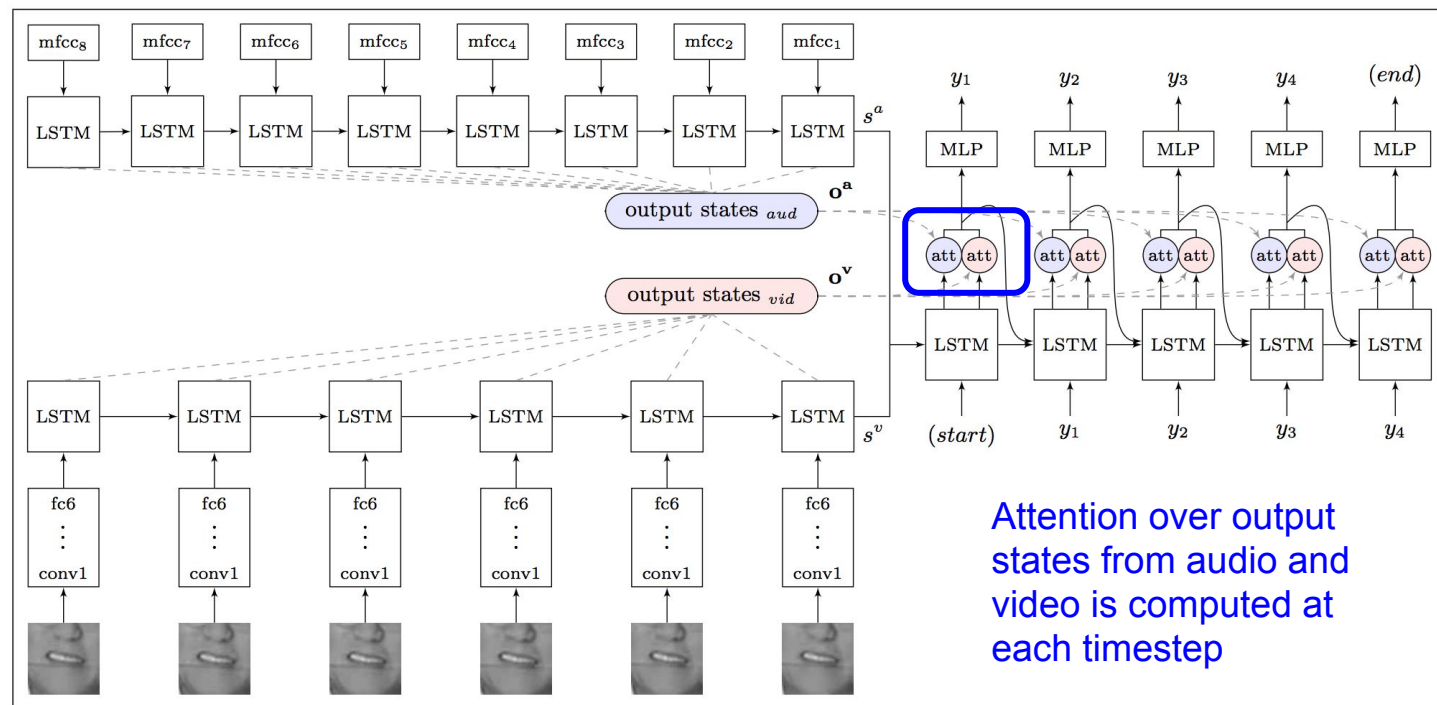 mfcc₈ mfcc₇ mfcc₆ mfcc₅ mfcc₄ mfcc₃ mfcc₂ mfcc₁
LSTM LSTM LSTM LSTM LSTM LSTM LSTM LSTM
sᵃ
output states aud
oᵃ
output states vid
oᵛ
LSTM LSTM LSTM LSTM LSTM LSTM
sᵛ
fc6 fc6 fc6 fc6 fc6 fc6
conv1 conv1 conv1 conv1 conv1 conv1
y₁ y₂ y₃ y₄ (end)
MLP MLP MLP MLP MLP
att att att att att att att att att att
LSTM LSTM LSTM LSTM LSTM
(start) y₁ y₂ y₃ y₄
Attention over output
states from audio and
video is computed at
each timestep